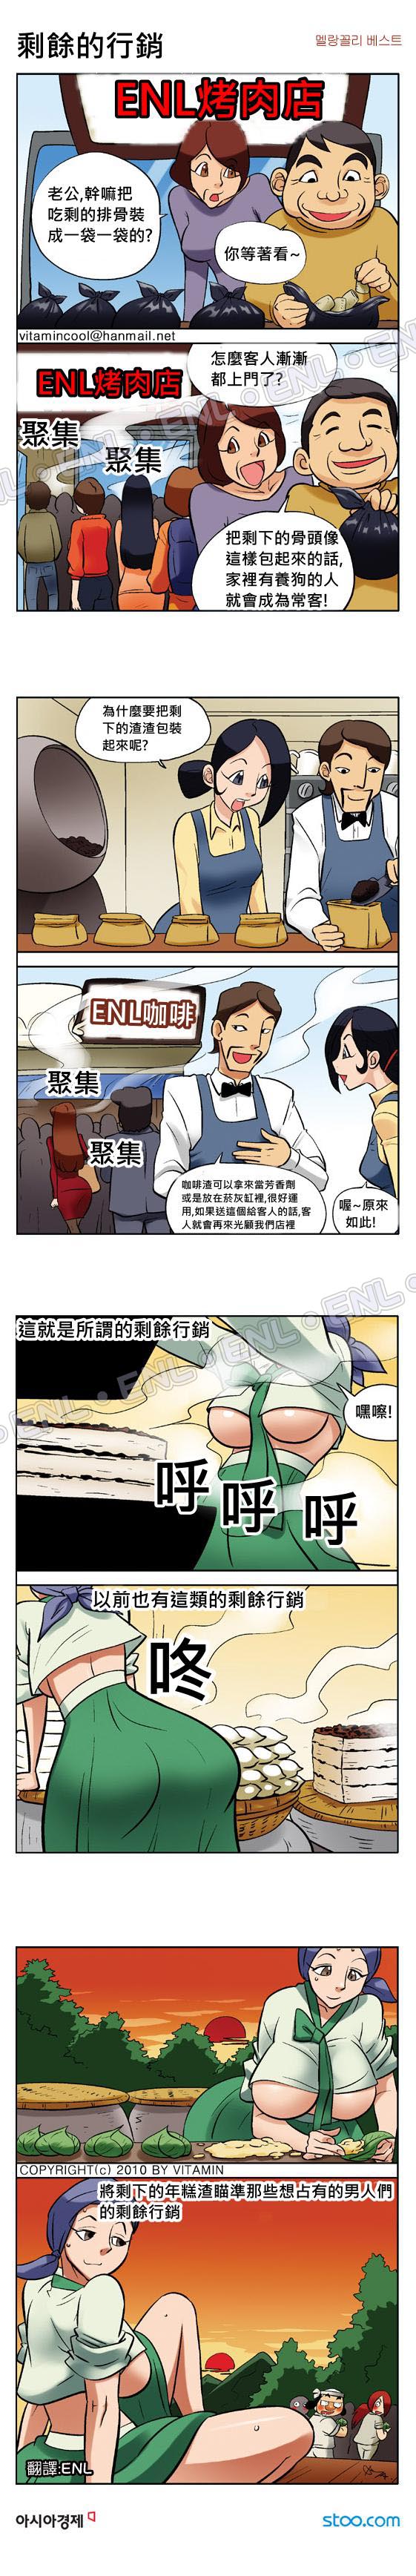 剩餘的行銷
멜랑꼴리 베스트
ENL烤肉店
老公,幹嘛把
吃剩的排骨裝
成一袋一袋的?
你等著看~
vitamincool@hanmail.net
怎麼客人漸漸
都上門了?
ENL烤肉店
聚集
聚集
把剩下的骨頭像
這樣包起來的話,
家裡有養狗的人
就會成為常客!
為什麼要把剩
下的渣渣包裝
起來呢?
ENL咖啡
聚集
聚集
咖啡渣可以拿來當芳香劑
或是放在菸灰缸裡,很好運
用,如果送這個給客人的話,客
人就會再來光顧我們店裡
喔~原來
如此!
這就是所謂的剩餘行銷
嘿嚓!
呼 呼 呼
以前也有這類的剩餘行銷
咚
COPYRIGHT(c) 2010 BY VITAMIN
將剩下的年糕渣瞄準那些想占有的男人們
的剩餘行銷
翻譯:ENL
아시아경제
stoo.com